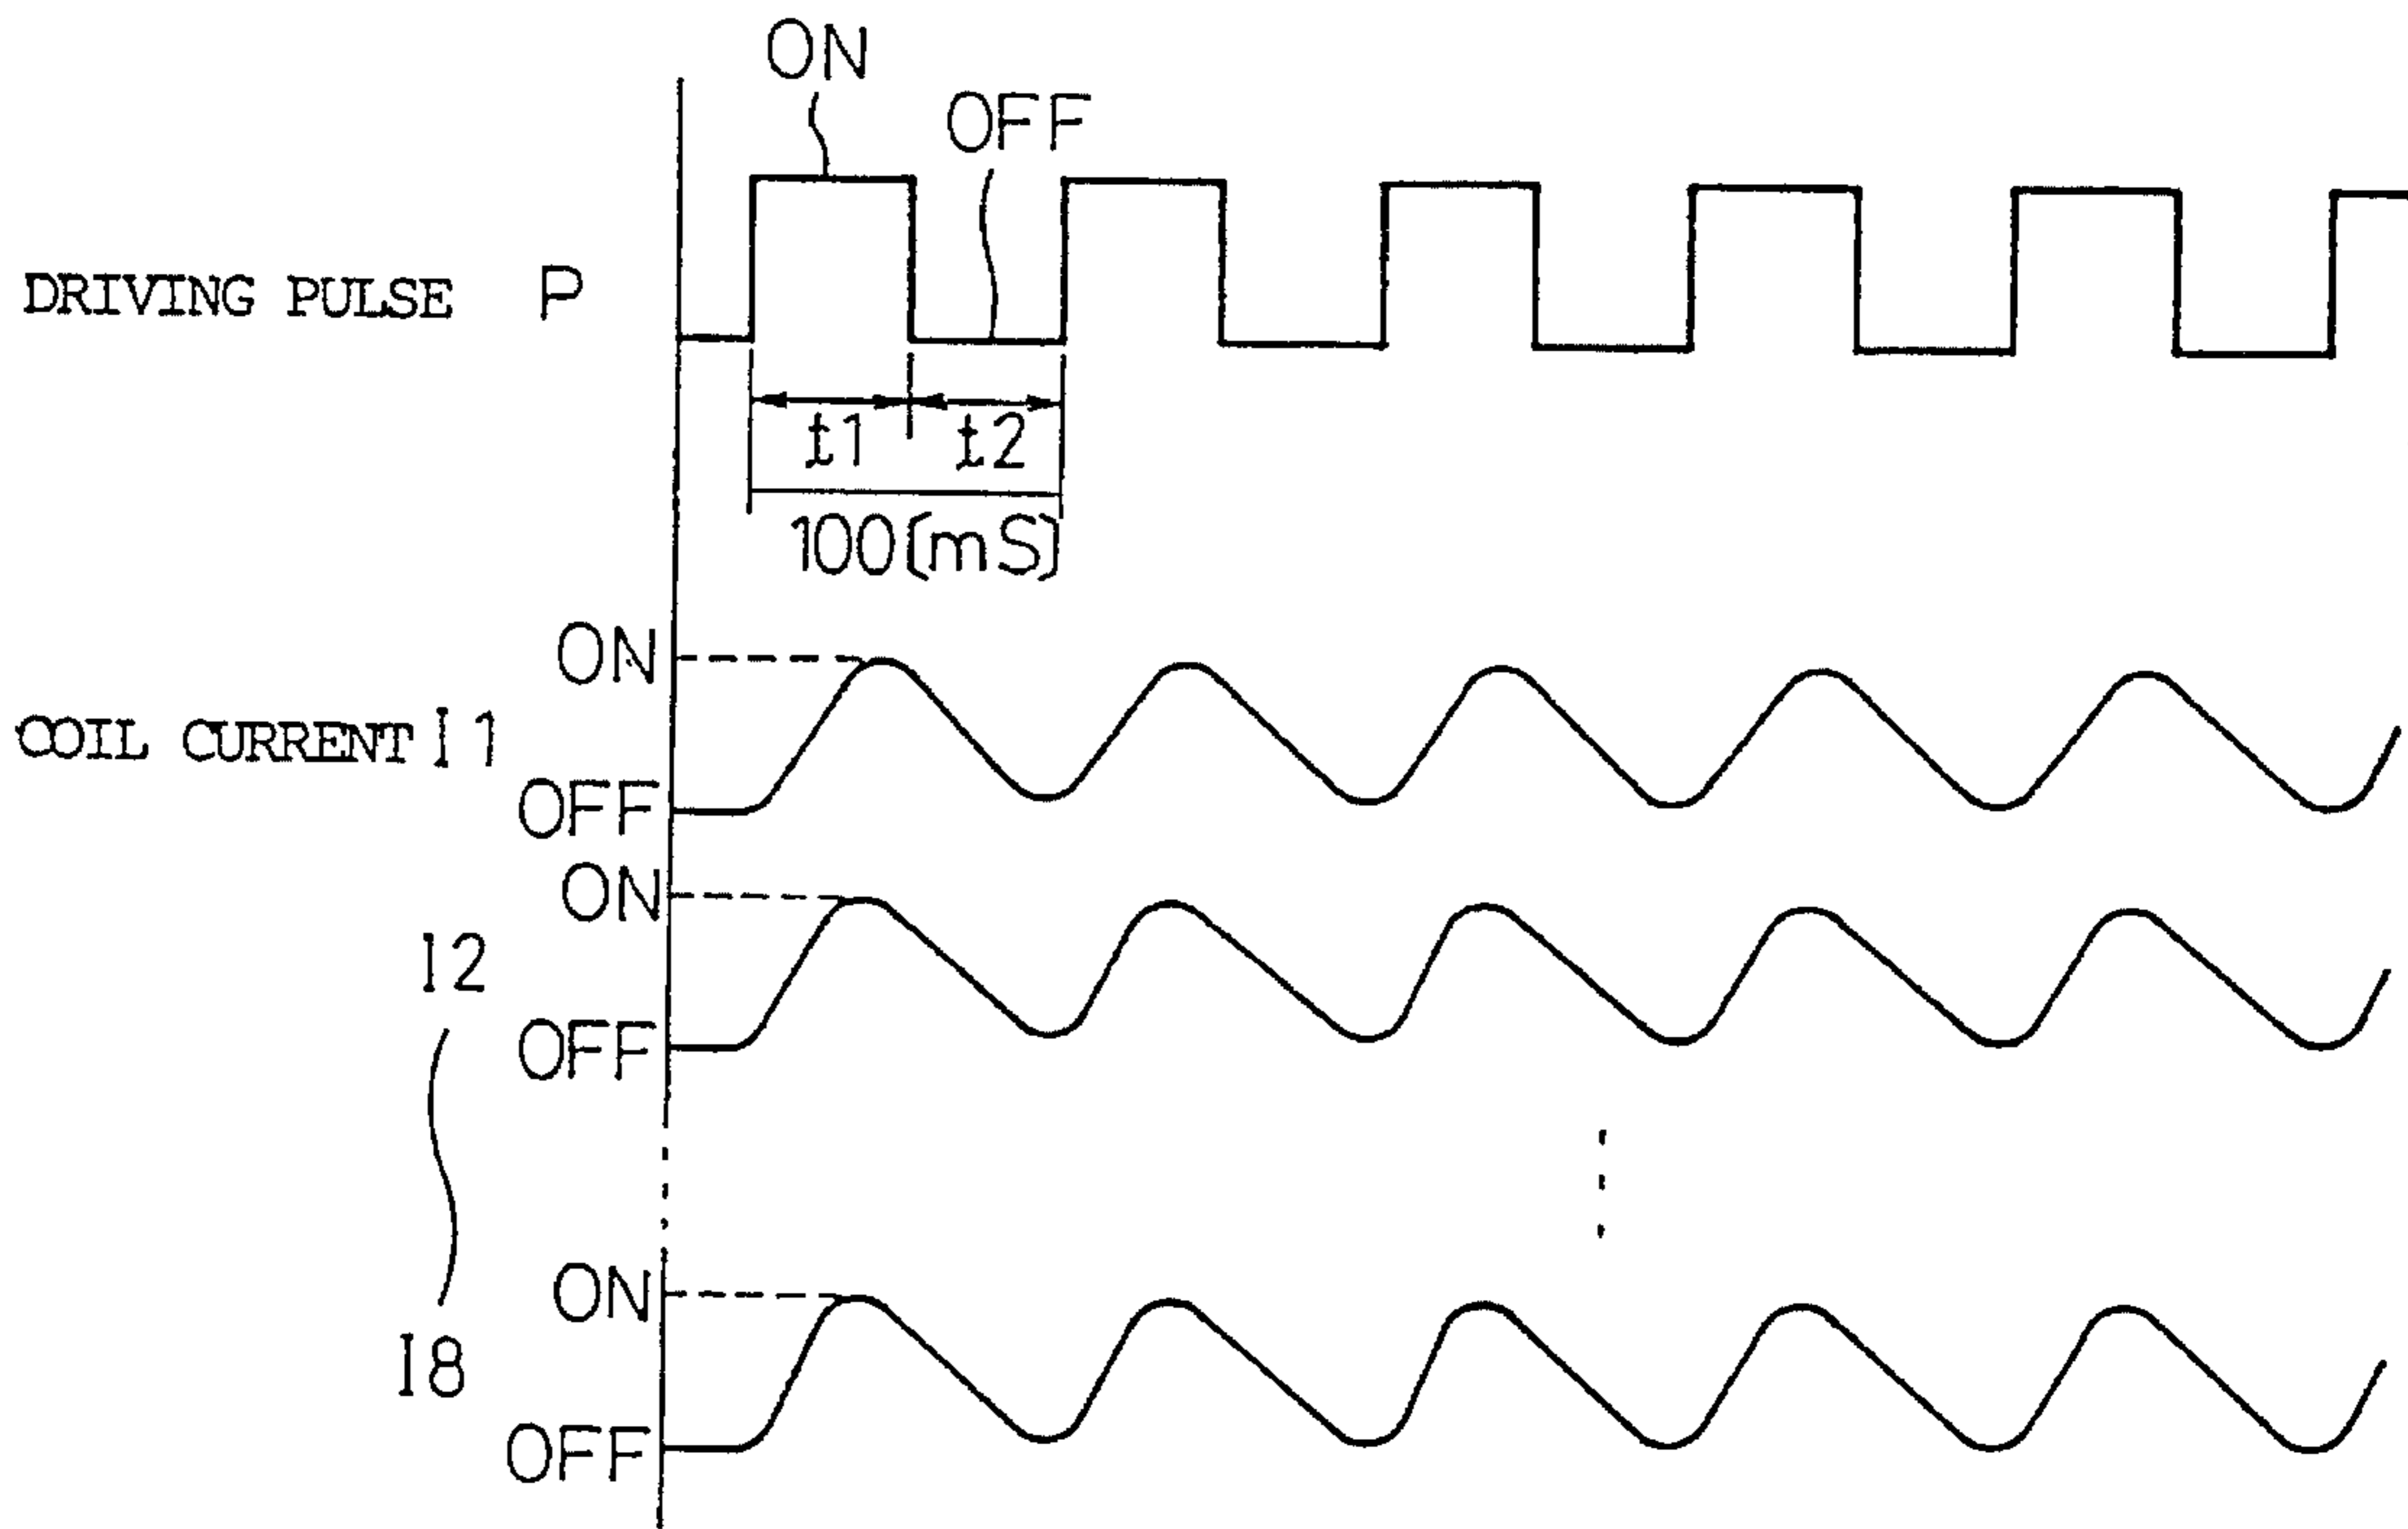 ON
OFF
DRIVING PULSE P
t1
t2
100(mS)
ON
COIL CURRENT I1
OFF
ON
I2
OFF
ON
I8
OFF